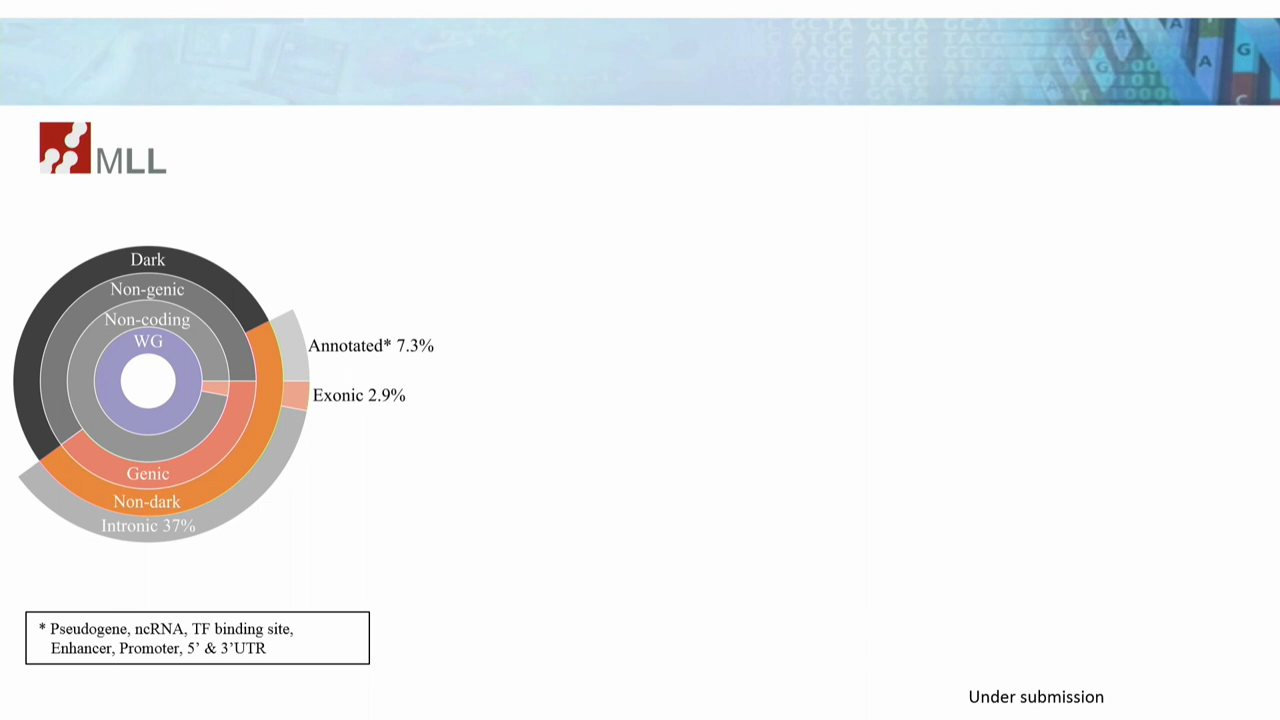 MLL
Dark
Non-genic
Non-coding
WG
Annotated* 7.3%
Exonic 2.9%
Genic
Non-dark
Intronic 37%
* Pseudogene, ncRNA, TF binding site,
Enhancer, Promoter, 5’ & 3’UTR
Under submission